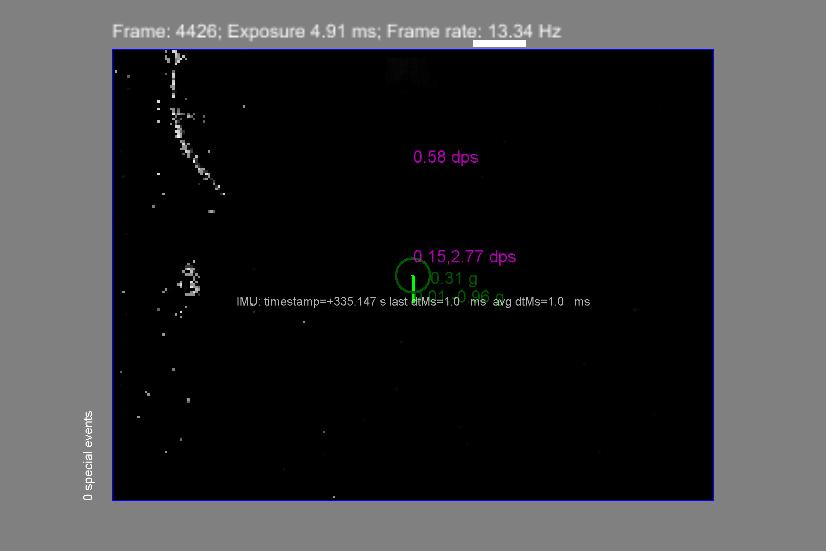 Frame: 4426; Exposure 4.91 ms; Frame rate: 13.34 Hz
0.58 dps
0.15,2.77 dps
0.31 g
0.96 g
IMU: timestamp=+335.147 s last dtMs=1.0 ms avg dtMs=1.0 ms
0 special events